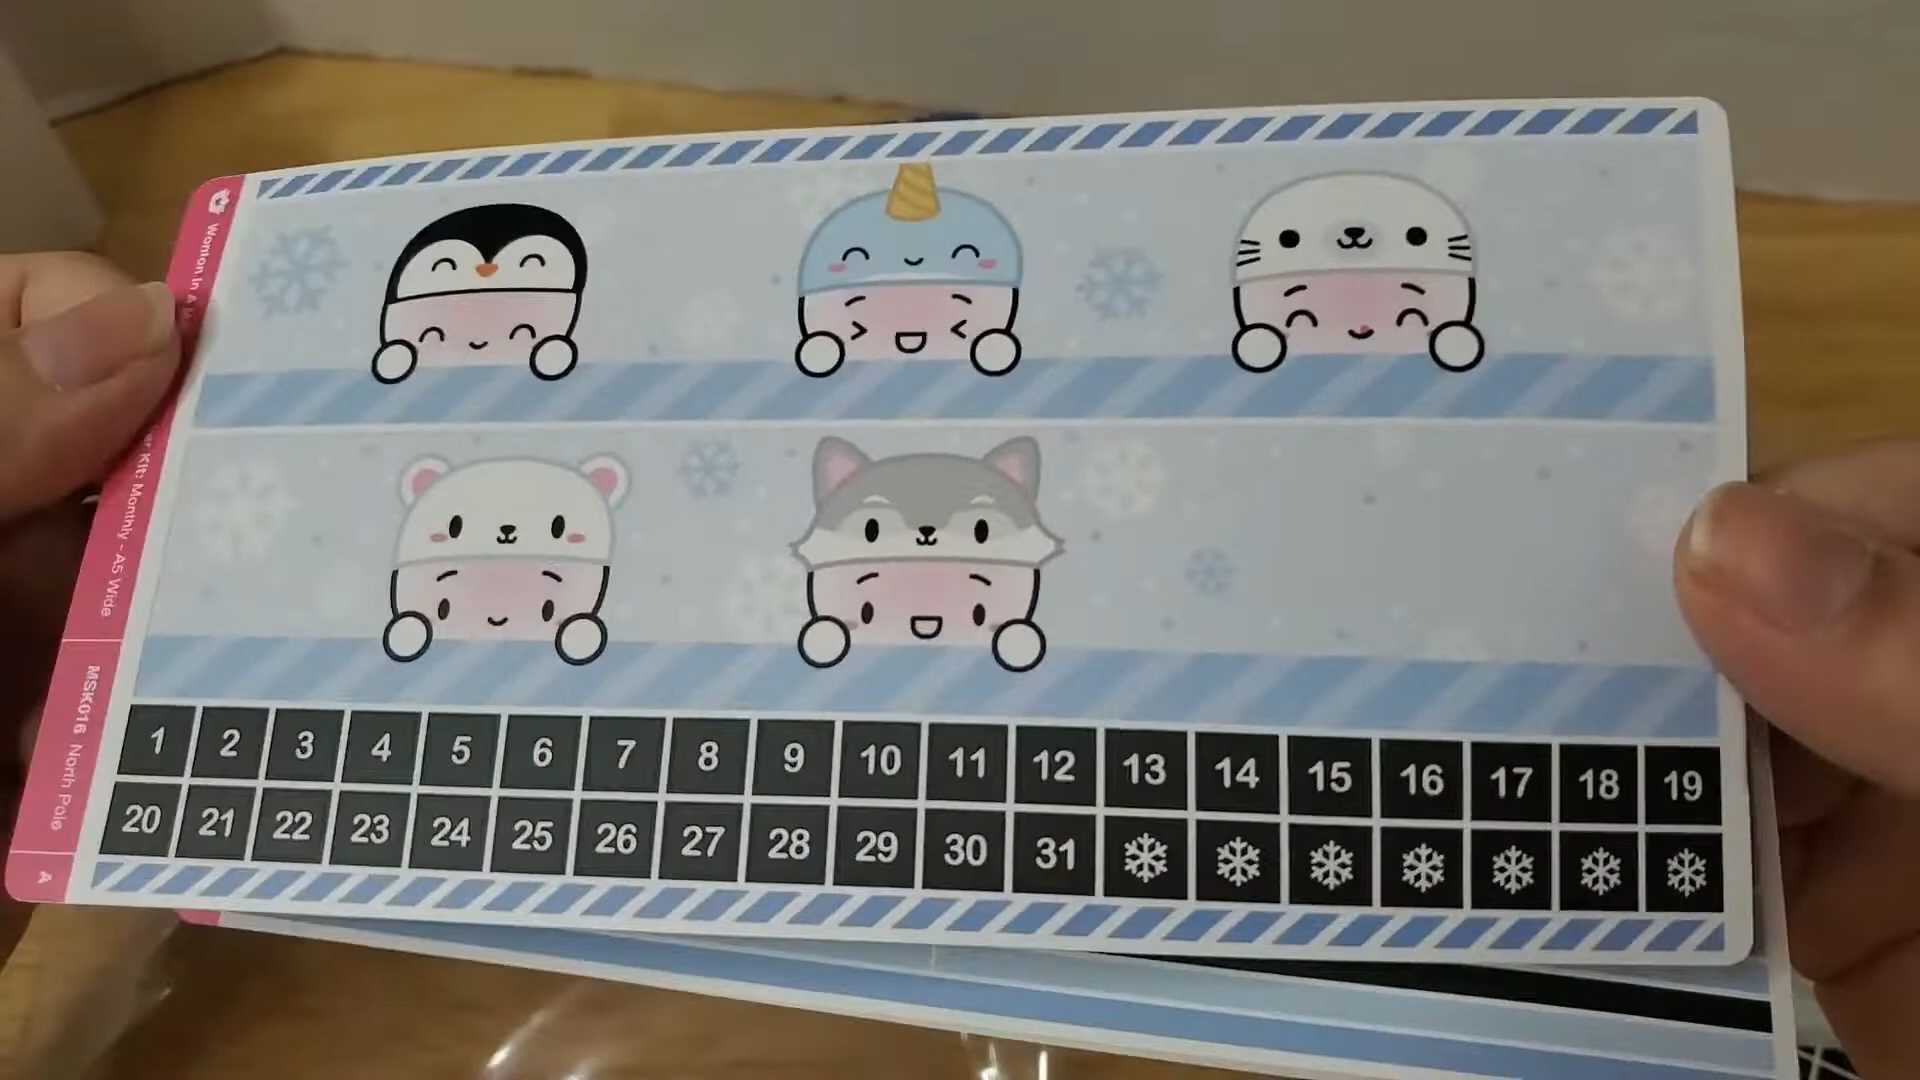 Wonton In A
Kit: Monthly - A5 Wide
MSK016 North Pole
A
1 2 3 4 5 6 7 8 9 10 11 12 13 14 15 16 17 18 19
20 21 22 23 24 25 26 27 28 29 30 31